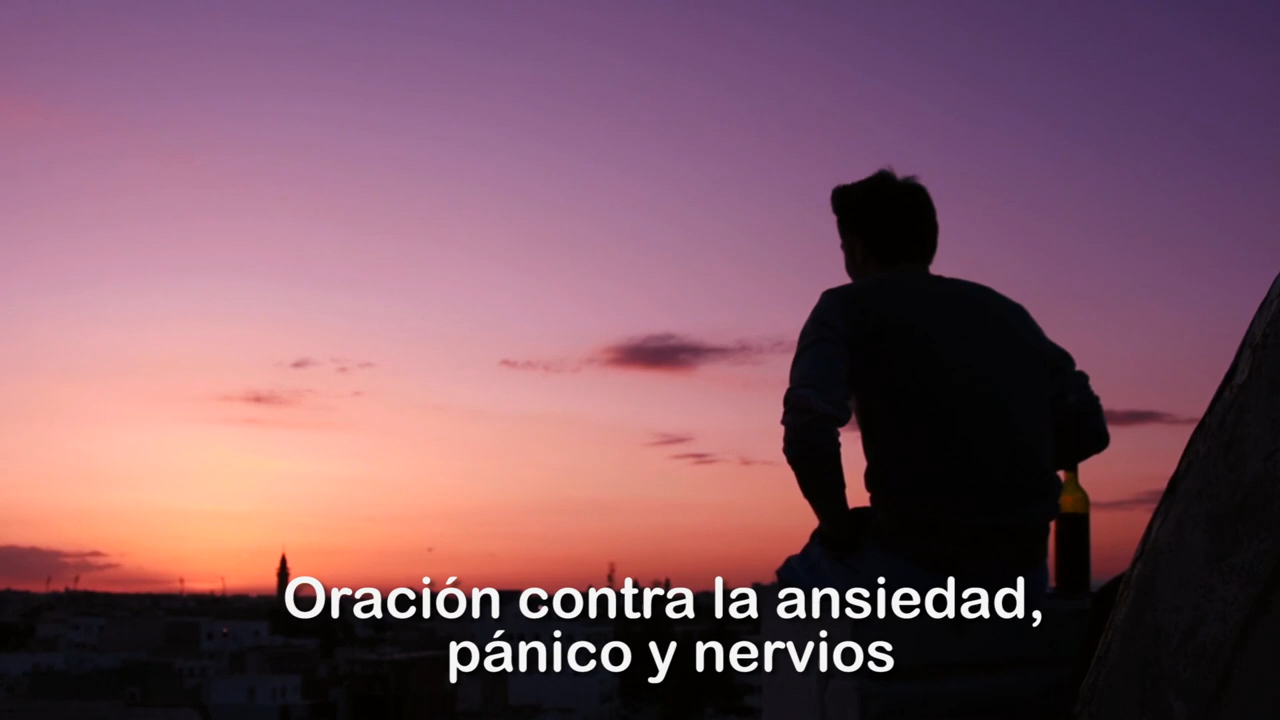 Oración contra la ansiedad,
pánico y nervios